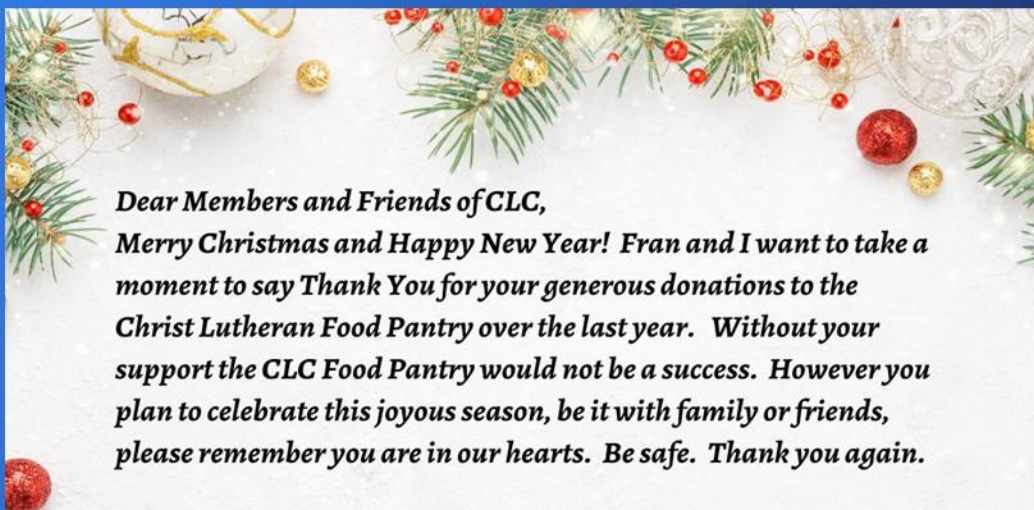 Dear Members and Friends of CLC,
Merry Christmas and Happy New Year! Fran and I want to take a
moment to say Thank You for your generous donations to the
Christ Lutheran Food Pantry over the last year. Without your
support the CLC Food Pantry would not be a success. However you
plan to celebrate this joyous season, be it with family or friends,
please remember you are in our hearts. Be safe. Thank you again.